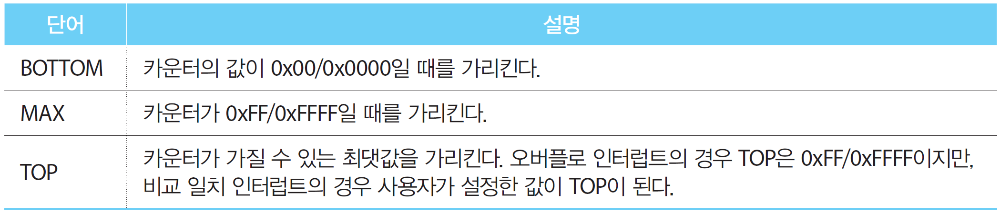 단어 설명
BOTTOM 카운터의 값이 0x00/0x0000일 때를 가리킨다.
MAX 카운터가 0xFF/0xFFFF일 때를 가리킨다.
TOP 카운터가 가질 수 있는 최댓값을 가리킨다. 오버플로 인터럽트의 경우 TOP은 0xFF/0xFFFF이지만,
비교 일치 인터럽트의 경우 사용자가 설정한 값이 TOP이 된다.